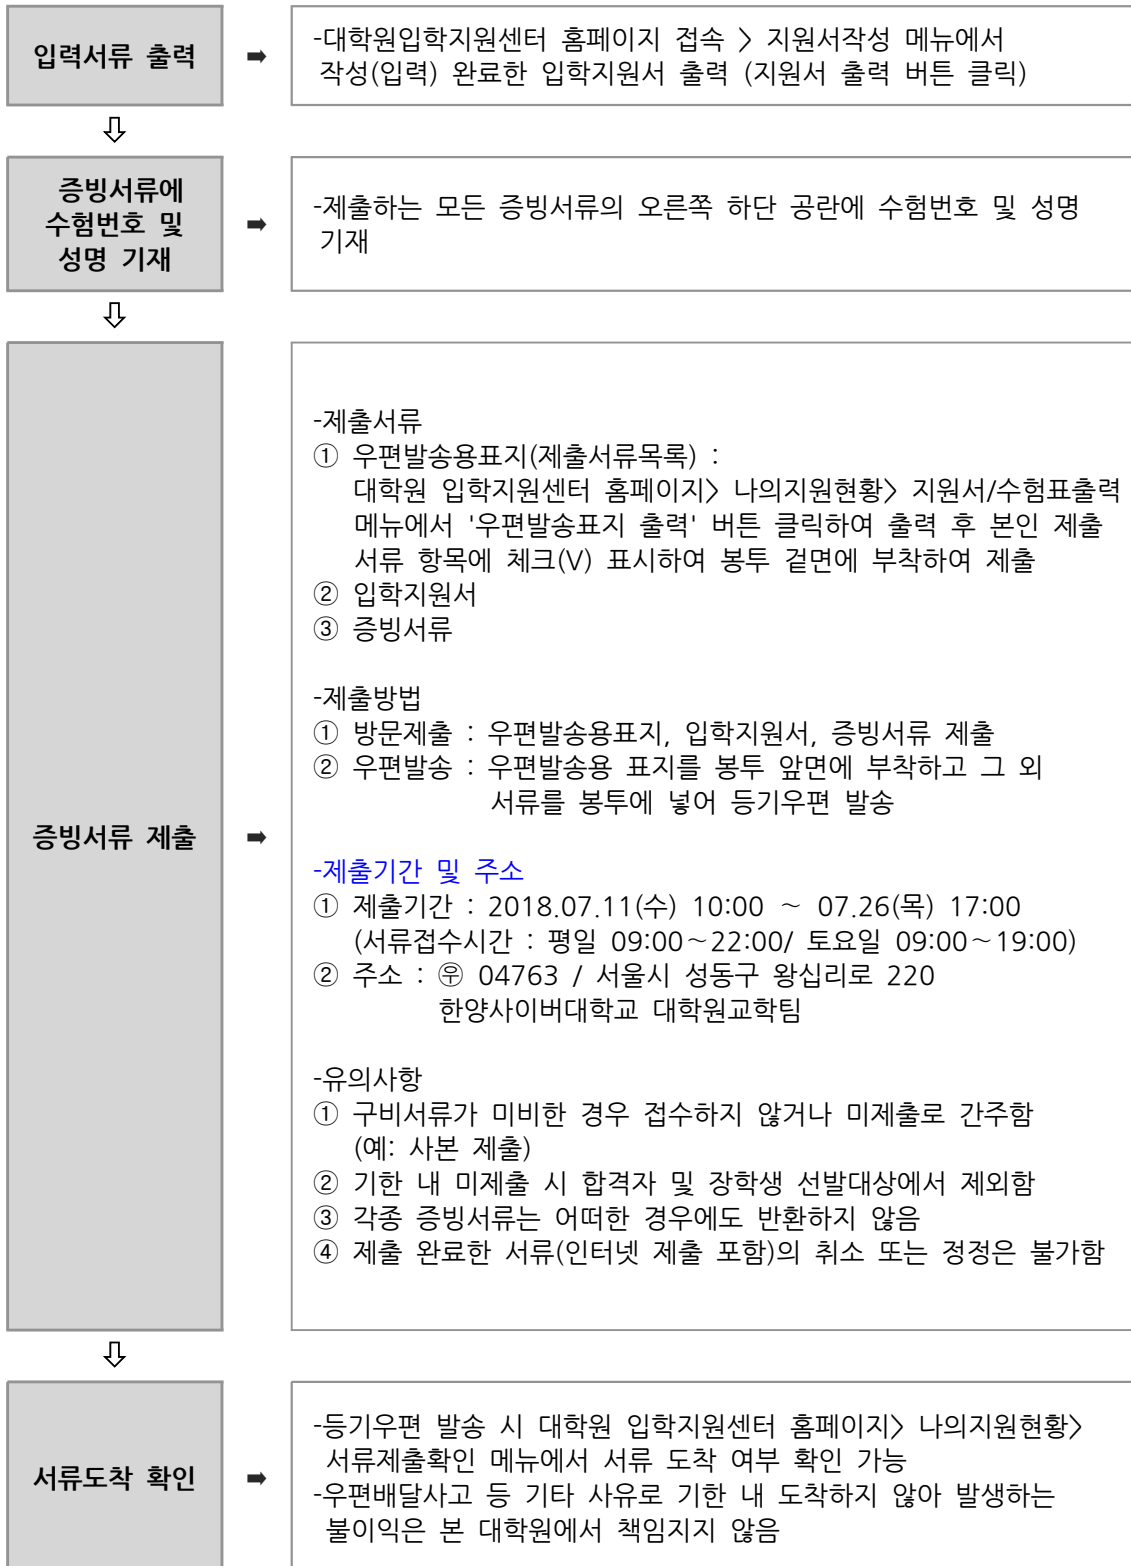 입력서류 출력
➡
-대학원입학지원센터 홈페이지 접속 > 지원서작성 메뉴에서
작성(입력) 완료한 입학지원서 출력 (지원서 출력 버튼 클릭)
⇩
증빙서류에
수험번호 및
성명 기재
➡
-제출하는 모든 증빙서류의 오른쪽 하단 공란에 수험번호 및 성명
기재
⇩
증빙서류 제출
➡
-제출서류
① 우편발송용표지(제출서류목록) :
대학원 입학지원센터 홈페이지> 나의지원현황> 지원서/수험표출력
메뉴에서 '우편발송표지 출력' 버튼 클릭하여 출력 후 본인 제출
서류 항목에 체크(V) 표시하여 봉투 겉면에 부착하여 제출
② 입학지원서
③ 증빙서류
-제출방법
① 방문제출 : 우편발송용표지, 입학지원서, 증빙서류 제출
② 우편발송 : 우편발송용 표지를 봉투 앞면에 부착하고 그 외
서류를 봉투에 넣어 등기우편 발송
-제출기간 및 주소
① 제출기간 : 2018.07.11(수) 10:00 ~ 07.26(목) 17:00
(서류접수시간 : 평일 09:00~22:00/ 토요일 09:00~19:00)
② 주소 : ㉾ 04763 / 서울시 성동구 왕십리로 220
한양사이버대학교 대학원교학팀
-유의사항
① 구비서류가 미비한 경우 접수하지 않거나 미제출로 간주함
(예: 사본 제출)
② 기한 내 미제출 시 합격자 및 장학생 선발대상에서 제외함
③ 각종 증빙서류는 어떠한 경우에도 반환하지 않음
④ 제출 완료한 서류(인터넷 제출 포함)의 취소 또는 정정은 불가함
⇩
서류도착 확인
➡
-등기우편 발송 시 대학원 입학지원센터 홈페이지> 나의지원현황>
서류제출확인 메뉴에서 서류 도착 여부 확인 가능
-우편배달사고 등 기타 사유로 기한 내 도착하지 않아 발생하는
불이익은 본 대학원에서 책임지지 않음